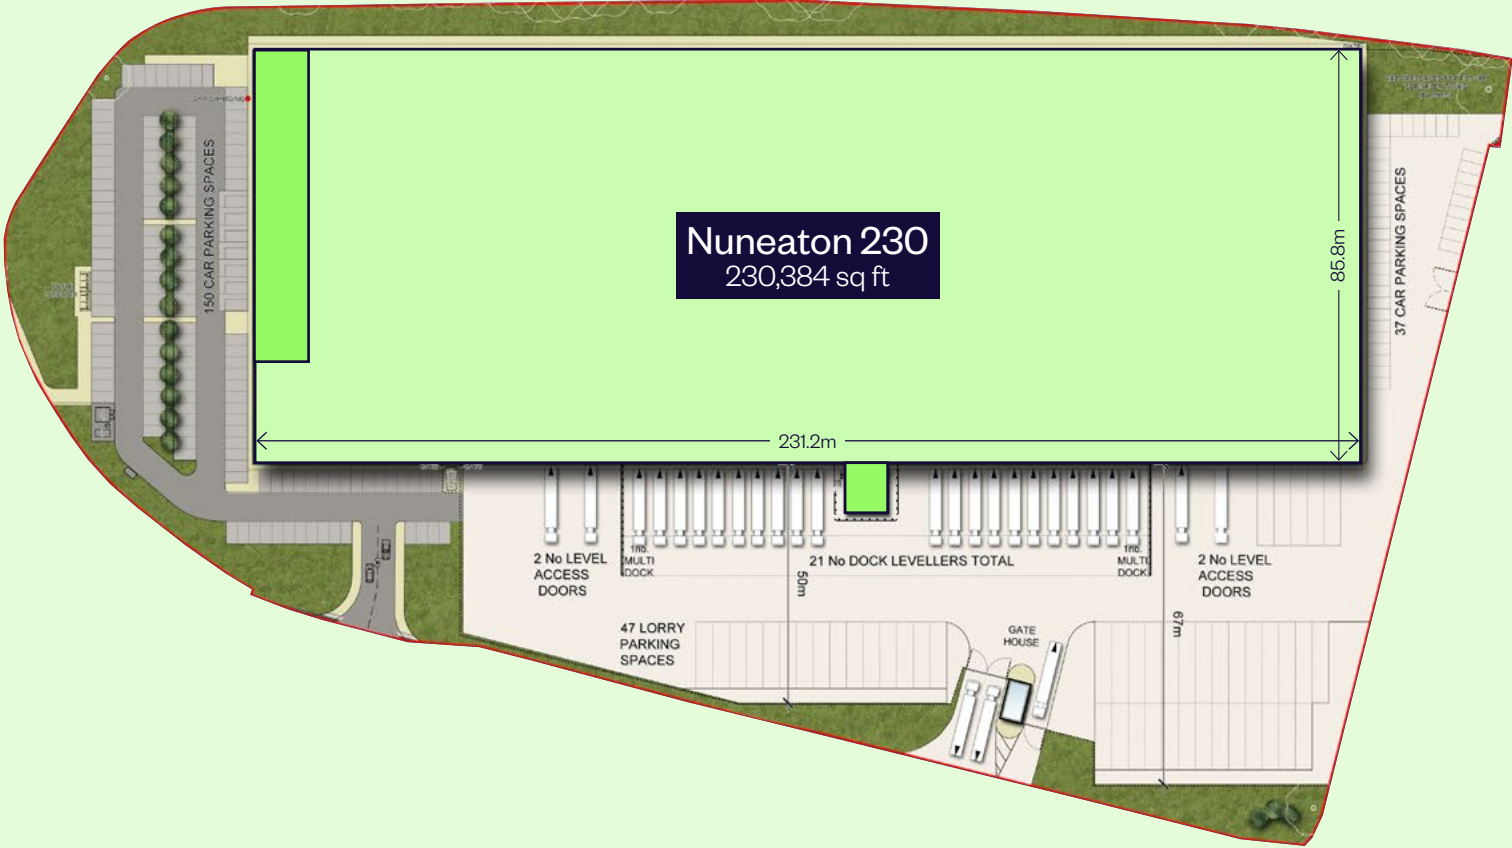 CAR CHARGING
150 CAR PARKING SPACES
Nuneaton 230
230,384 sq ft
85.8m
37 CAR PARKING SPACES
231.2m
2 No LEVEL
ACCESS
DOORS
1no.
MULTI
DOCK
21 No DOCK LEVELLERS TOTAL
1no.
MULTI
DOCK
2 No LEVEL
ACCESS
DOORS
50m
67m
47 LORRY
PARKING
SPACES
GATE
HOUSE